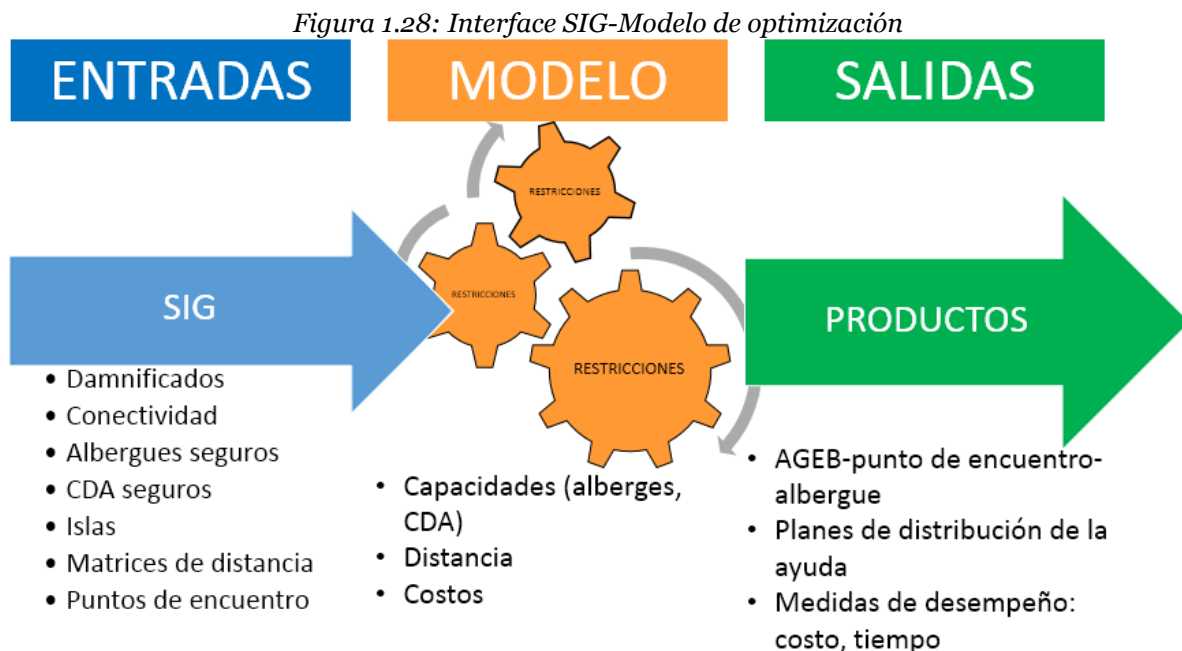 Figura 1.28: Interface SIG-Modelo de optimización
ENTRADAS
MODELO
SALIDAS
RESTRICCIONES
RESTRICCIONES
RESTRICCIONES
SIG
PRODUCTOS
• Damnificados
• Conectividad
• Albergues seguros
• CDA seguros
• Islas
• Matrices de distancia
• Puntos de encuentro
• Capacidades (alberges,
CDA)
• Distancia
• Costos
• AGEB-punto de encuentro-
albergue
• Planes de distribución de la
ayuda
• Medidas de desempeño:
costo, tiempo